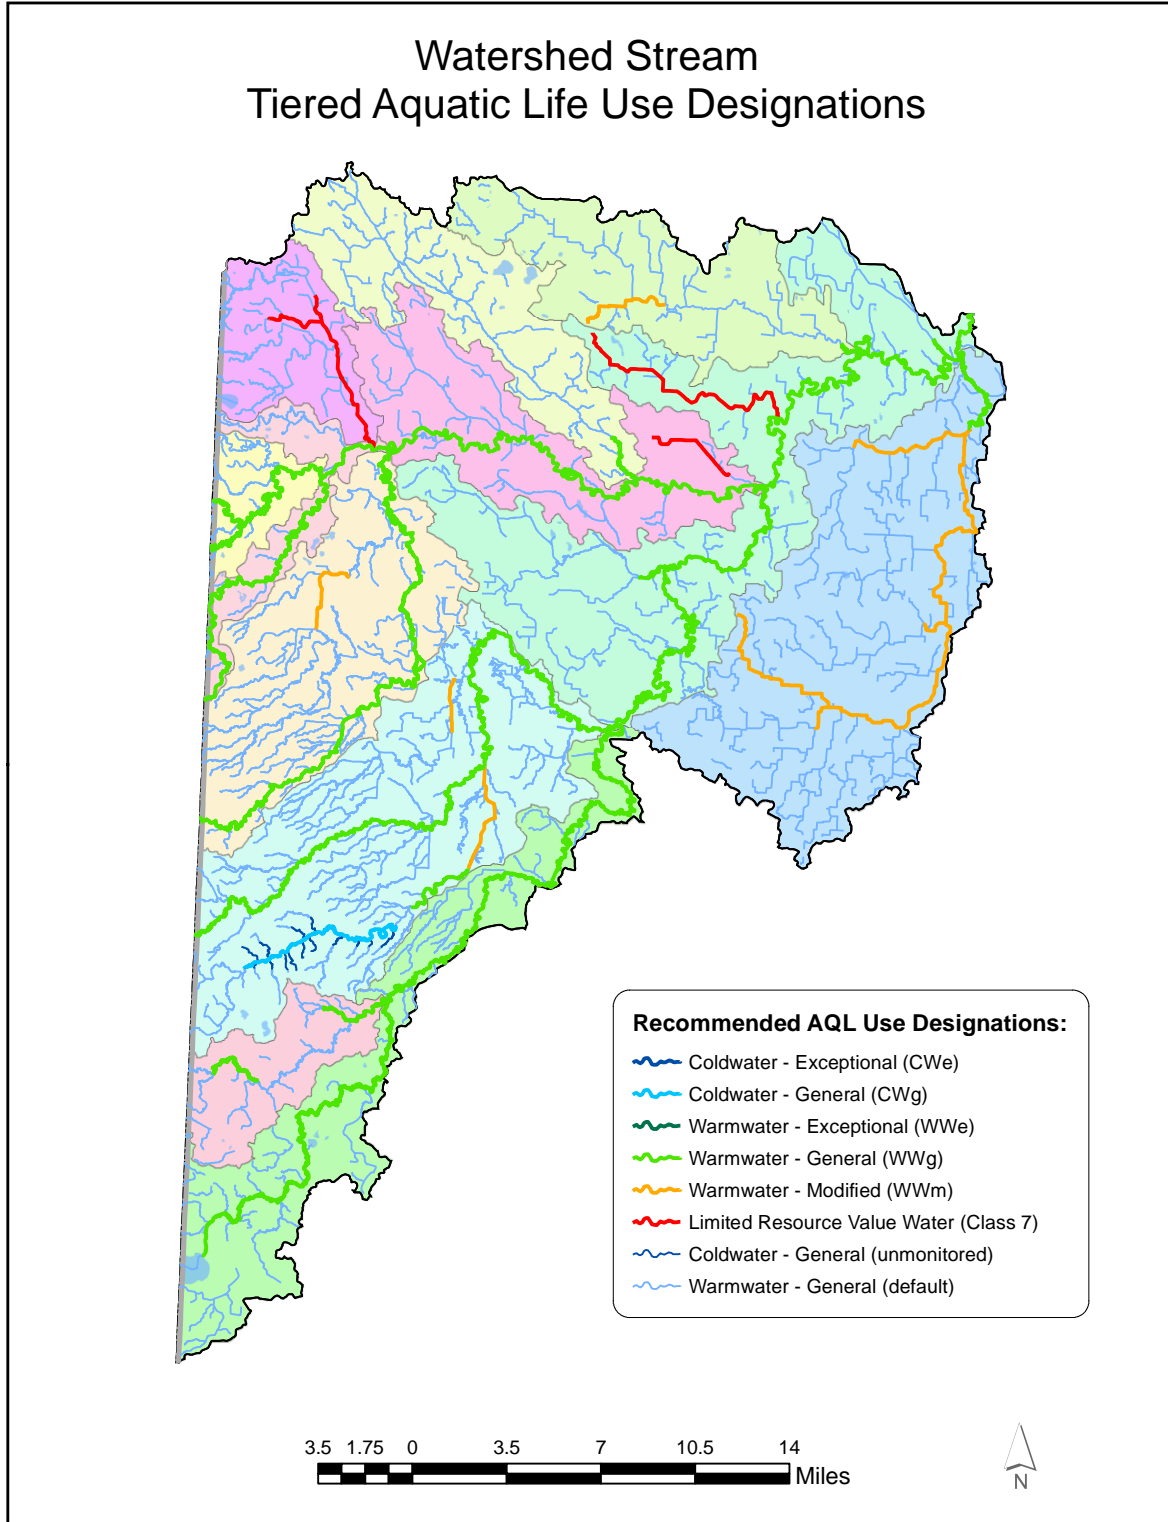 Watershed Stream
Tiered Aquatic Life Use Designations
Recommended AQL Use Designations:
Coldwater - Exceptional (CWe)
Coldwater - General (CWg)
Warmwater - Exceptional (WWe)
Warmwater - General (WWg)
Warmwater - Modified (WWm)
Limited Resource Value Water (Class 7)
Coldwater - General (unmonitored)
Warmwater - General (default)
3.5 1.75 0 3.5 7 10.5 14
Miles
N